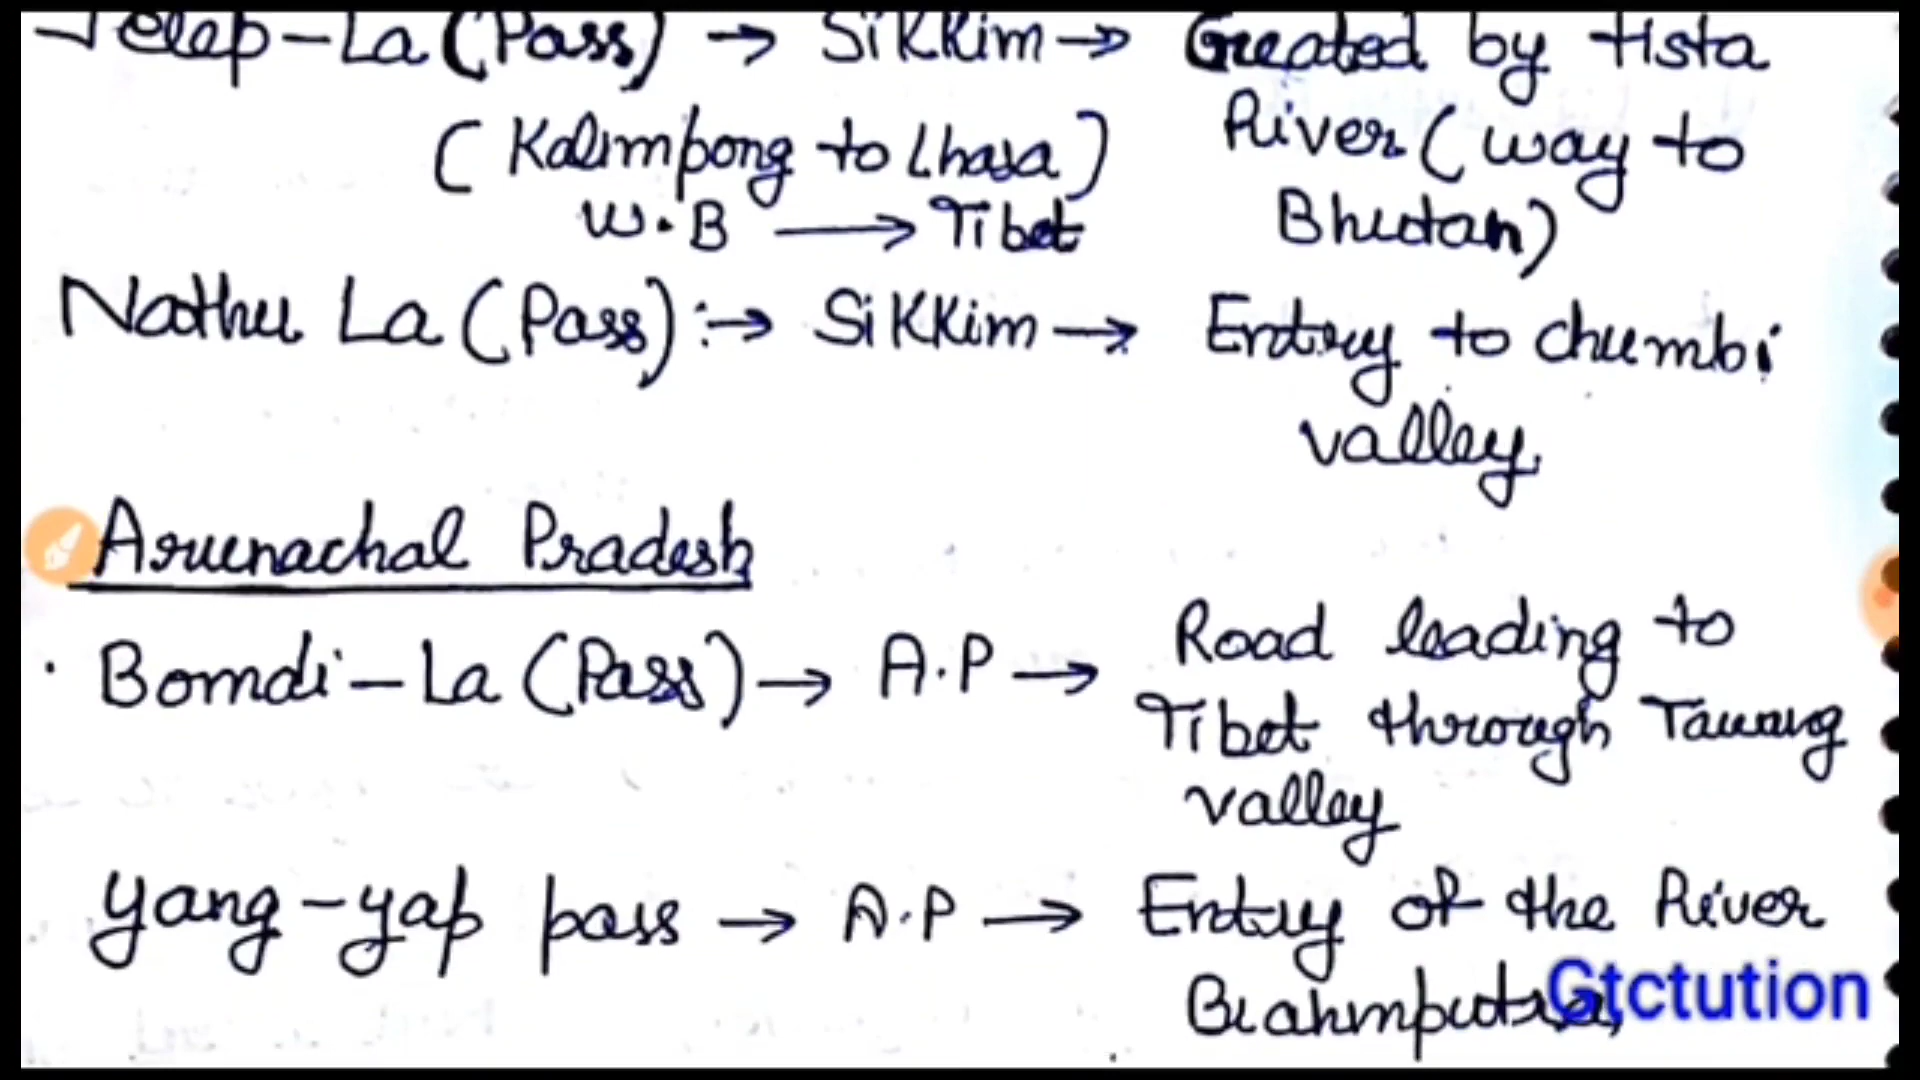 Jelep-La (Pass) → Sikkim → Created by tista
(Kalimpong to Lhasa) River (way to
W.B → Tibet Bhutan)
Nathu La (Pass) :→ Sikkim → Entry to chumbi
valley.
Arunachal Pradesh
· Bomdi-La (Pass) → A.P → Road leading to
Tibet through Tawang
valley
yang-yap pass → A.P → Entry of the River
Brahmputra,
Gtctution